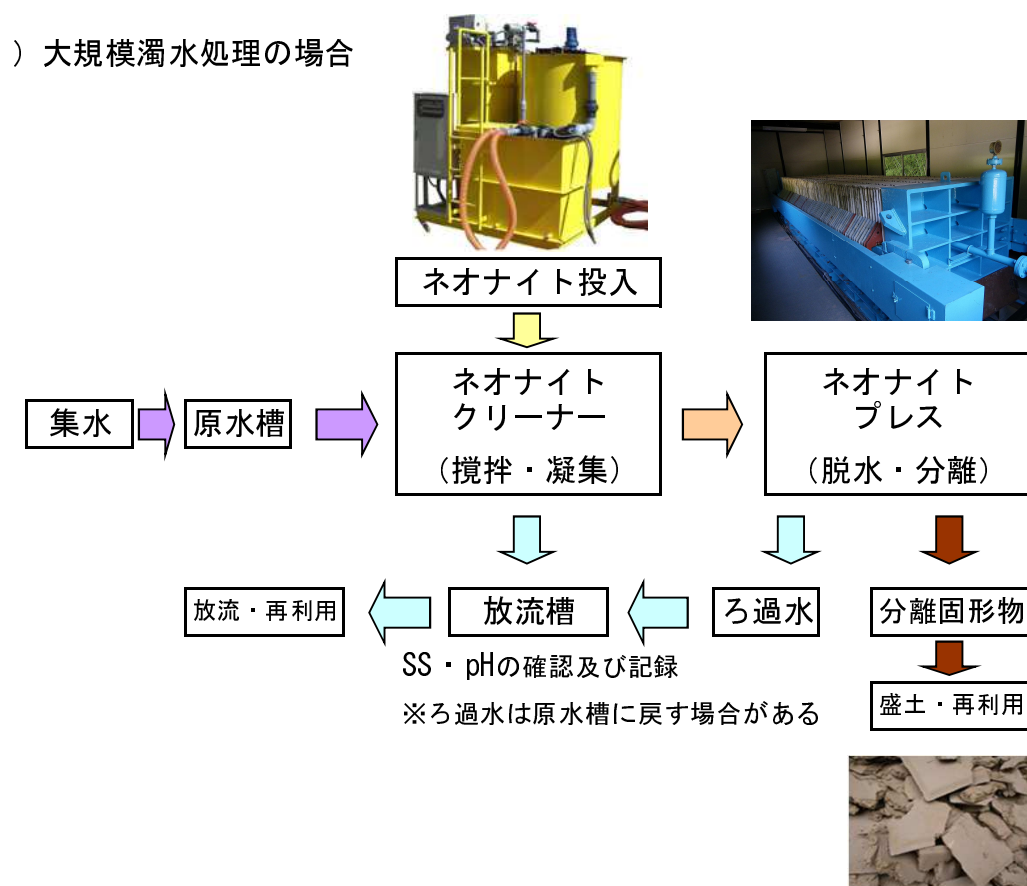 ）大規模濁水処理の場合
ネオナイト投入
集水
原水槽
ネオナイト
クリーナー
（撹拌・凝集）
ネオナイト
プレス
（脱水・分離）
放流・再利用
放流槽
ろ過水
分離固形物
SS・pHの確認及び記録
※ろ過水は原水槽に戻す場合がある
盛土・再利用